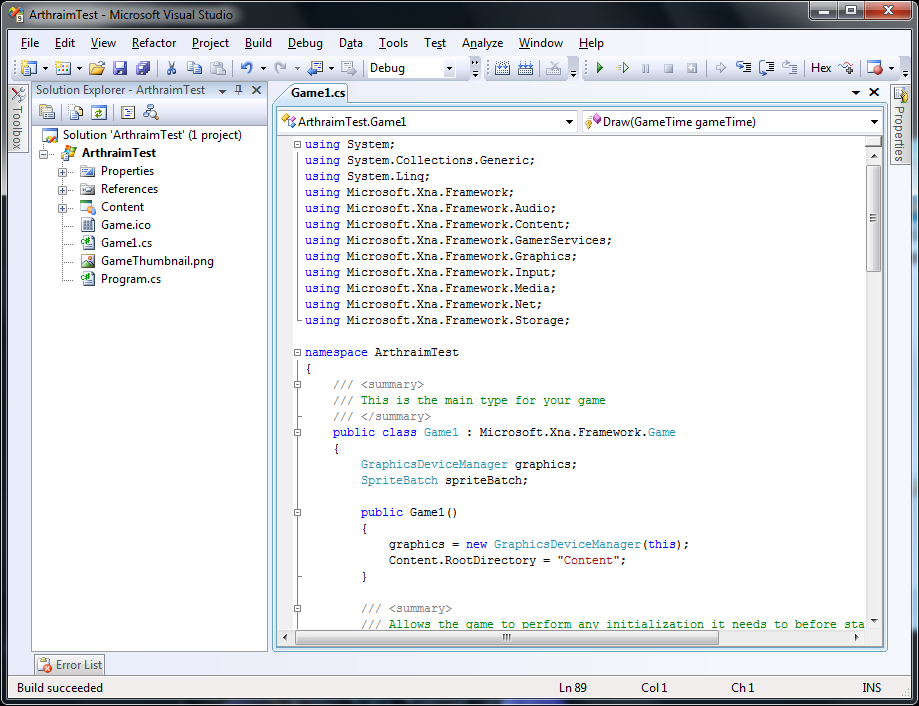 ArthraimTest - Microsoft Visual Studio
File Edit View Refactor Project Build Debug Data Tools Test Analyze Window Help
Debug Hex
Toolbox
Solution Explorer - ArthraimTest
Solution 'ArthraimTest' (1 project)
ArthraimTest
Properties
References
Content
Game.ico
Game1.cs
GameThumbnail.png
Program.cs
Game1.cs
ArthraimTest.Game1 Draw(GameTime gameTime)
using System;
using System.Collections.Generic;
using System.Linq;
using Microsoft.Xna.Framework;
using Microsoft.Xna.Framework.Audio;
using Microsoft.Xna.Framework.Content;
using Microsoft.Xna.Framework.GamerServices;
using Microsoft.Xna.Framework.Graphics;
using Microsoft.Xna.Framework.Input;
using Microsoft.Xna.Framework.Media;
using Microsoft.Xna.Framework.Net;
using Microsoft.Xna.Framework.Storage;
namespace ArthraimTest
{
/// <summary>
/// This is the main type for your game
/// </summary>
public class Game1 : Microsoft.Xna.Framework.Game
{
GraphicsDeviceManager graphics;
SpriteBatch spriteBatch;
public Game1()
{
graphics = new GraphicsDeviceManager(this);
Content.RootDirectory = "Content";
}
/// <summary>
/// Allows the game to perform any initialization it needs to before sta
Properties
Error List
Build succeeded Ln 89 Col 1 Ch 1 INS